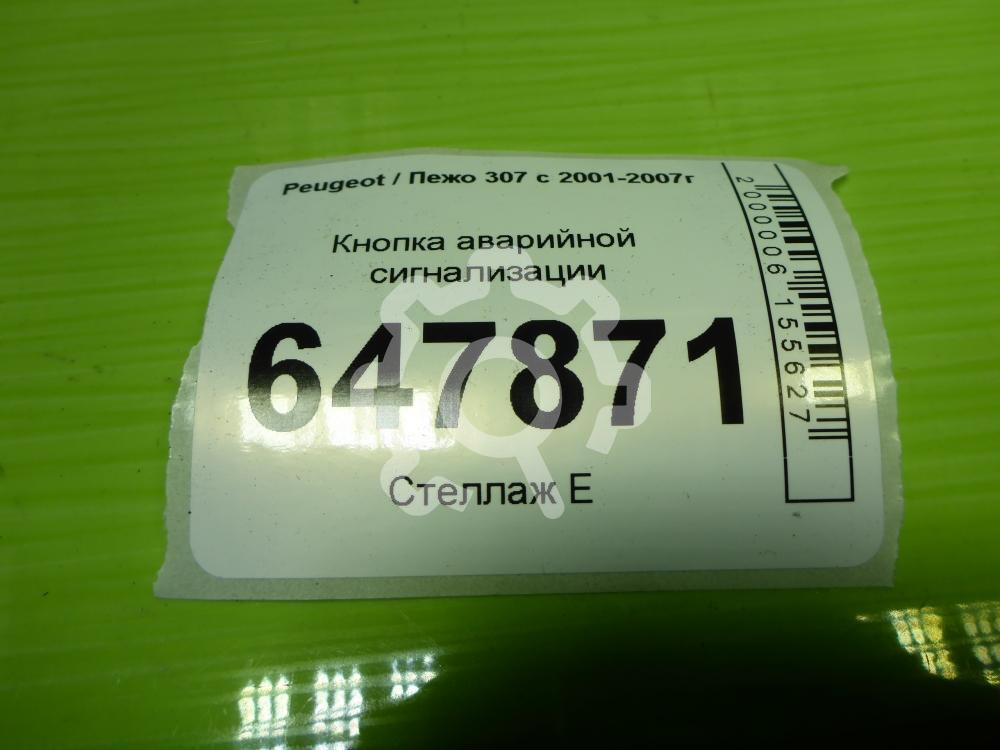 Peugeot / Пежо 307 с 2001-2007г
Кнопка аварийной
сигнализации
647871
Стеллаж Е
2000006155627